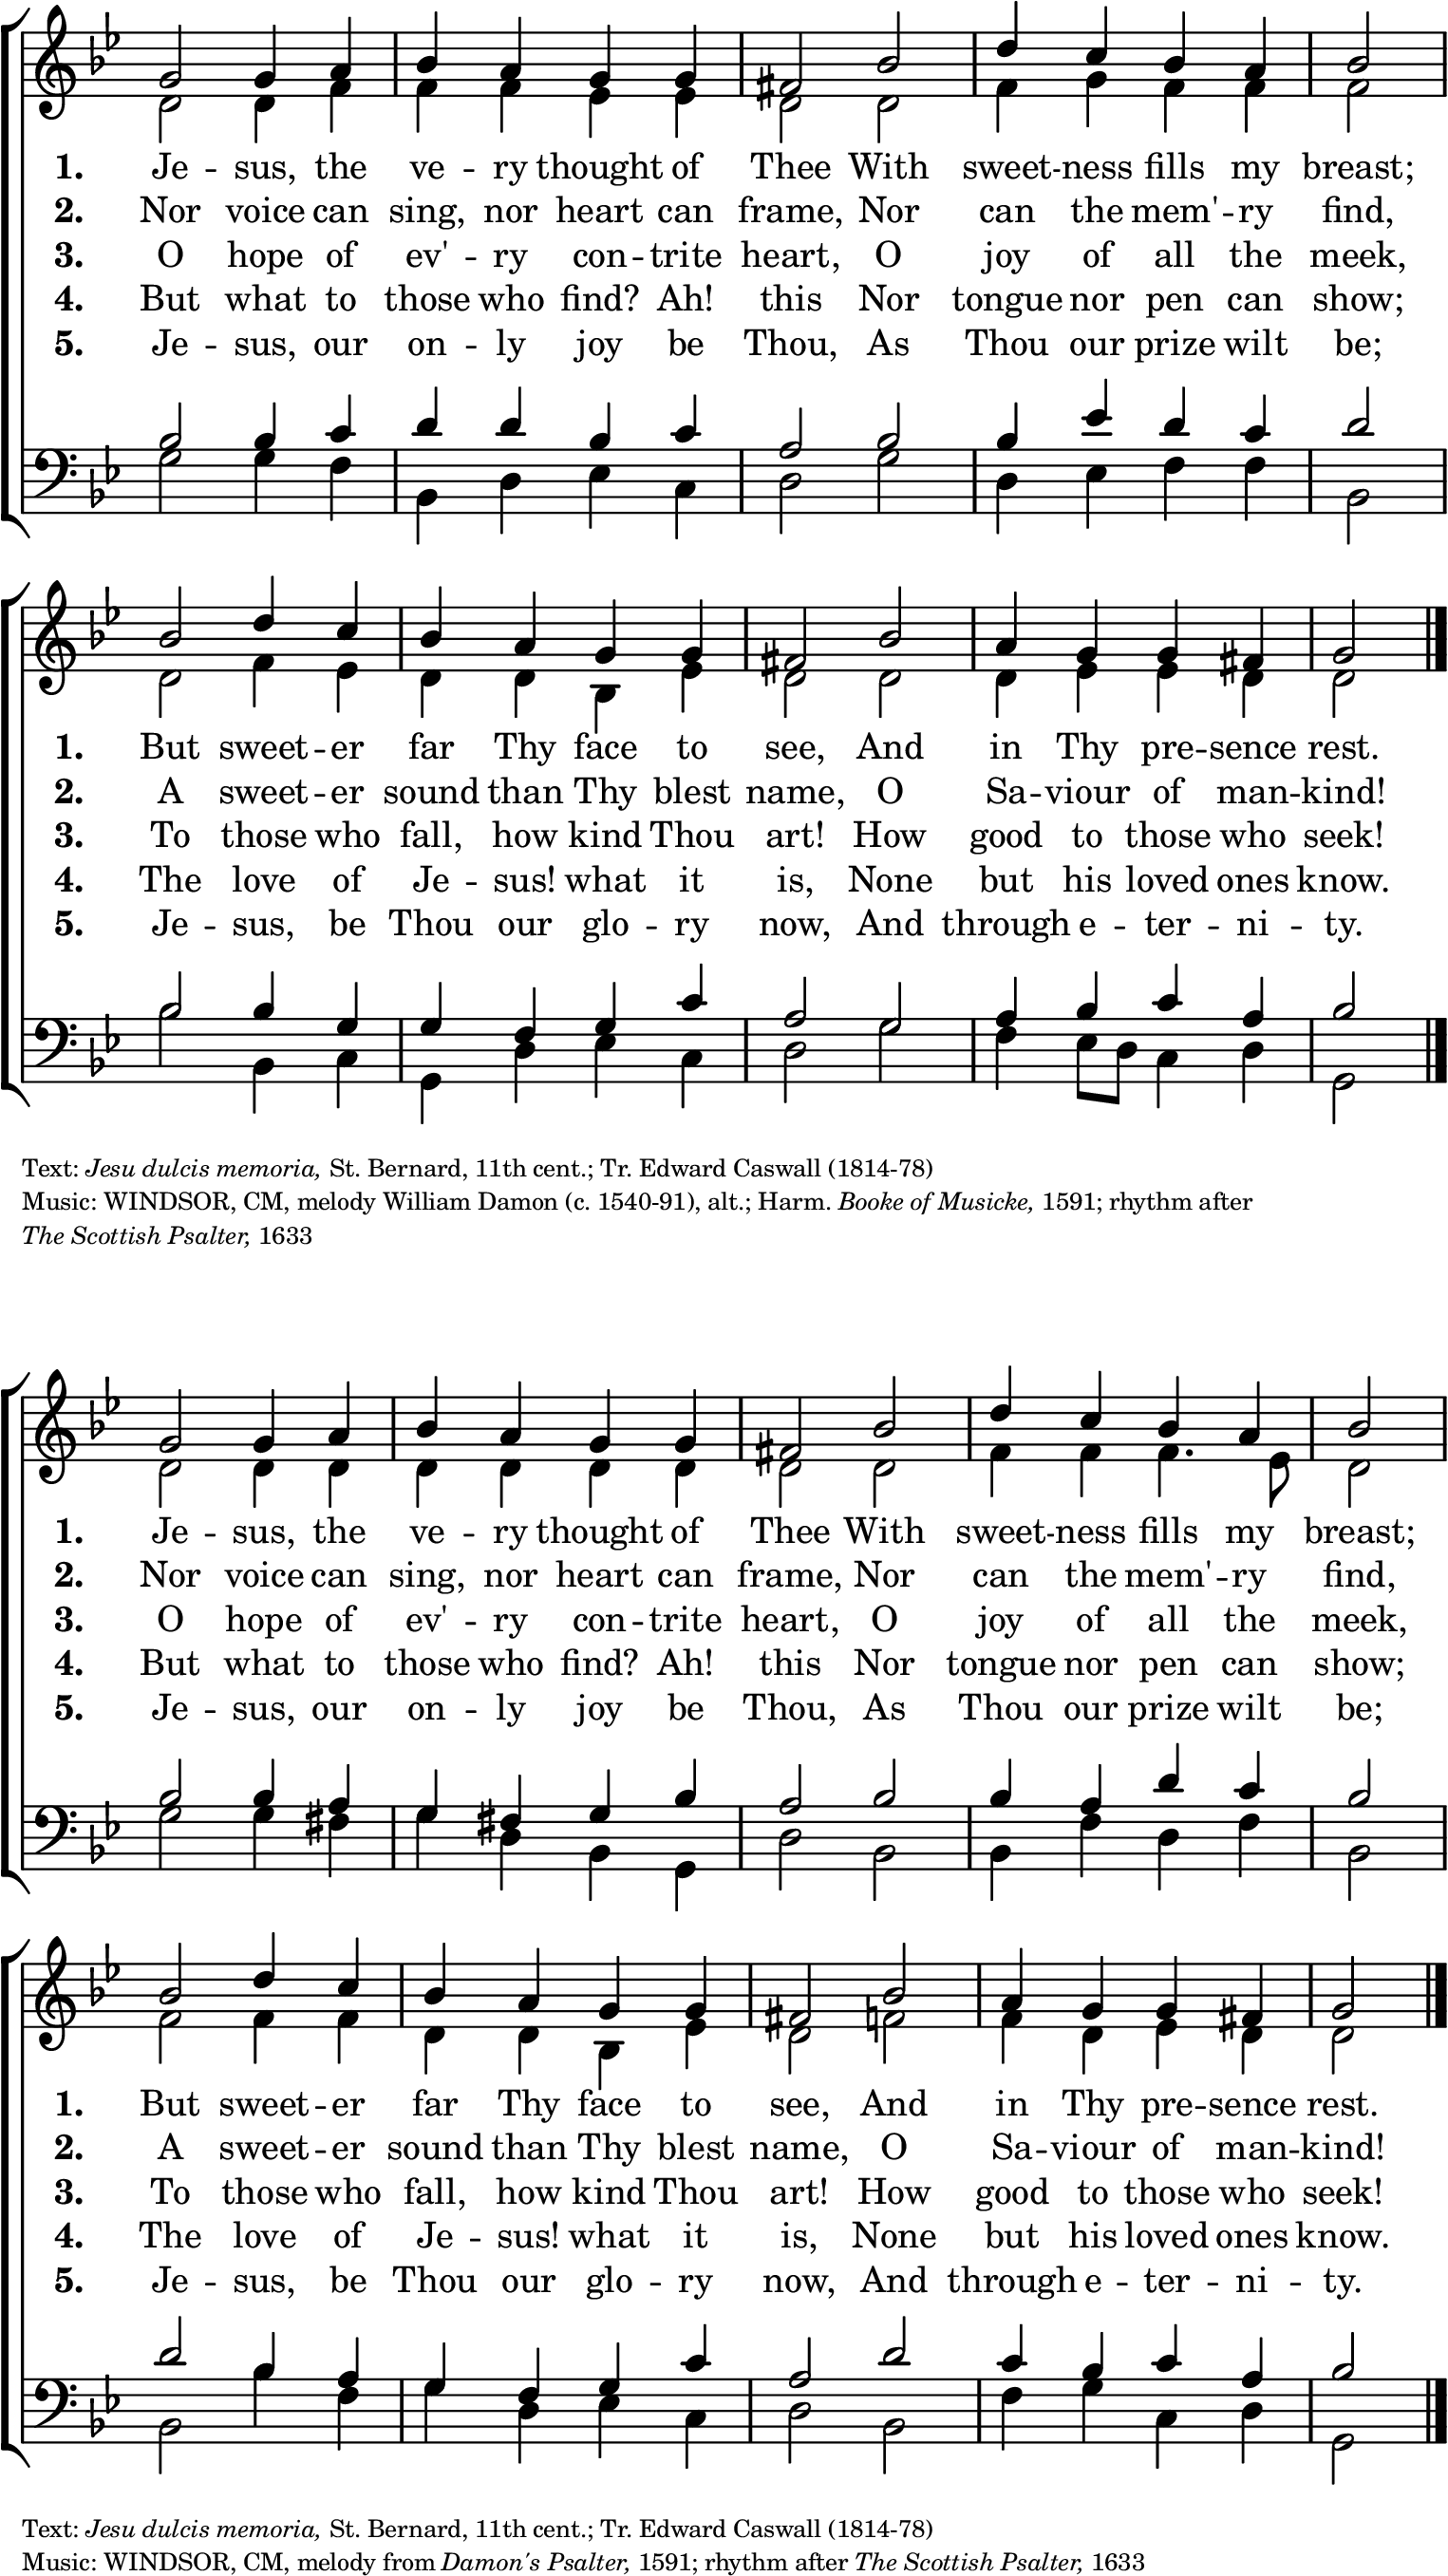 1. Je -- sus, the ve -- ry thought of Thee With sweet -- ness fills my breast;
2. Nor voice can sing, nor heart can frame, Nor can the mem' -- ry find,
3. O hope of ev' -- ry con -- trite heart, O joy of all the meek,
4. But what to those who find? Ah! this Nor tongue nor pen can show;
5. Je -- sus, our on -- ly joy be Thou, As Thou our prize wilt be;
1. But sweet -- er far Thy face to see, And in Thy pre -- sence rest.
2. A sweet -- er sound than Thy blest name, O Sa -- viour of man -- kind!
3. To those who fall, how kind Thou art! How good to those who seek!
4. The love of Je -- sus! what it is, None but his loved ones know.
5. Je -- sus, be Thou our glo -- ry now, And through e -- ter -- ni -- ty.
Text: Jesu dulcis memoria, St. Bernard, 11th cent.; Tr. Edward Caswall (1814-78)
Music: WINDSOR, CM, melody William Damon (c. 1540-91), alt.; Harm. Booke of Musicke, 1591; rhythm after
The Scottish Psalter, 1633
1. Je -- sus, the ve -- ry thought of Thee With sweet -- ness fills my breast;
2. Nor voice can sing, nor heart can frame, Nor can the mem' -- ry find,
3. O hope of ev' -- ry con -- trite heart, O joy of all the meek,
4. But what to those who find? Ah! this Nor tongue nor pen can show;
5. Je -- sus, our on -- ly joy be Thou, As Thou our prize wilt be;
1. But sweet -- er far Thy face to see, And in Thy pre -- sence rest.
2. A sweet -- er sound than Thy blest name, O Sa -- viour of man -- kind!
3. To those who fall, how kind Thou art! How good to those who seek!
4. The love of Je -- sus! what it is, None but his loved ones know.
5. Je -- sus, be Thou our glo -- ry now, And through e -- ter -- ni -- ty.
Text: Jesu dulcis memoria, St. Bernard, 11th cent.; Tr. Edward Caswall (1814-78)
Music: WINDSOR, CM, melody from Damon's Psalter, 1591; rhythm after The Scottish Psalter, 1633